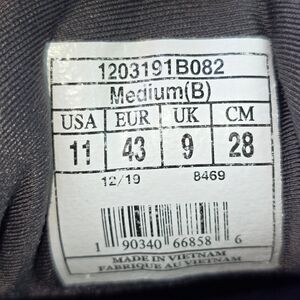 1203191B082
Medium(B)
USA EUR UK CM
11 43 9 28
12/19 8469
1 90340 66858 6
MADE IN VIETNAM
FABRIQUE AU VIETNAM